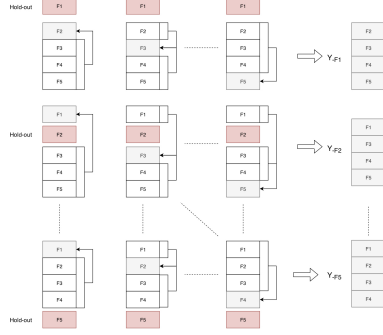 Hold-out F1 F1 F1
F2 F2 F2 F2
F3 F3 F3 F3
Y-F1
F4 F4 F4 F4
F5 F5 F5 F5
F1 F1 F1 F1
Hold-out F2 F2 F2 F3
Y-F2
F3 F3 F3 F4
F4 F4 F4 F5
F5 F5 F5
F1 F1 F1 F1
F2 F2 F2 F2
Y-F5
F3 F3 F3 F3
F4 F4 F4 F4
Hold-out F5 F5 F5